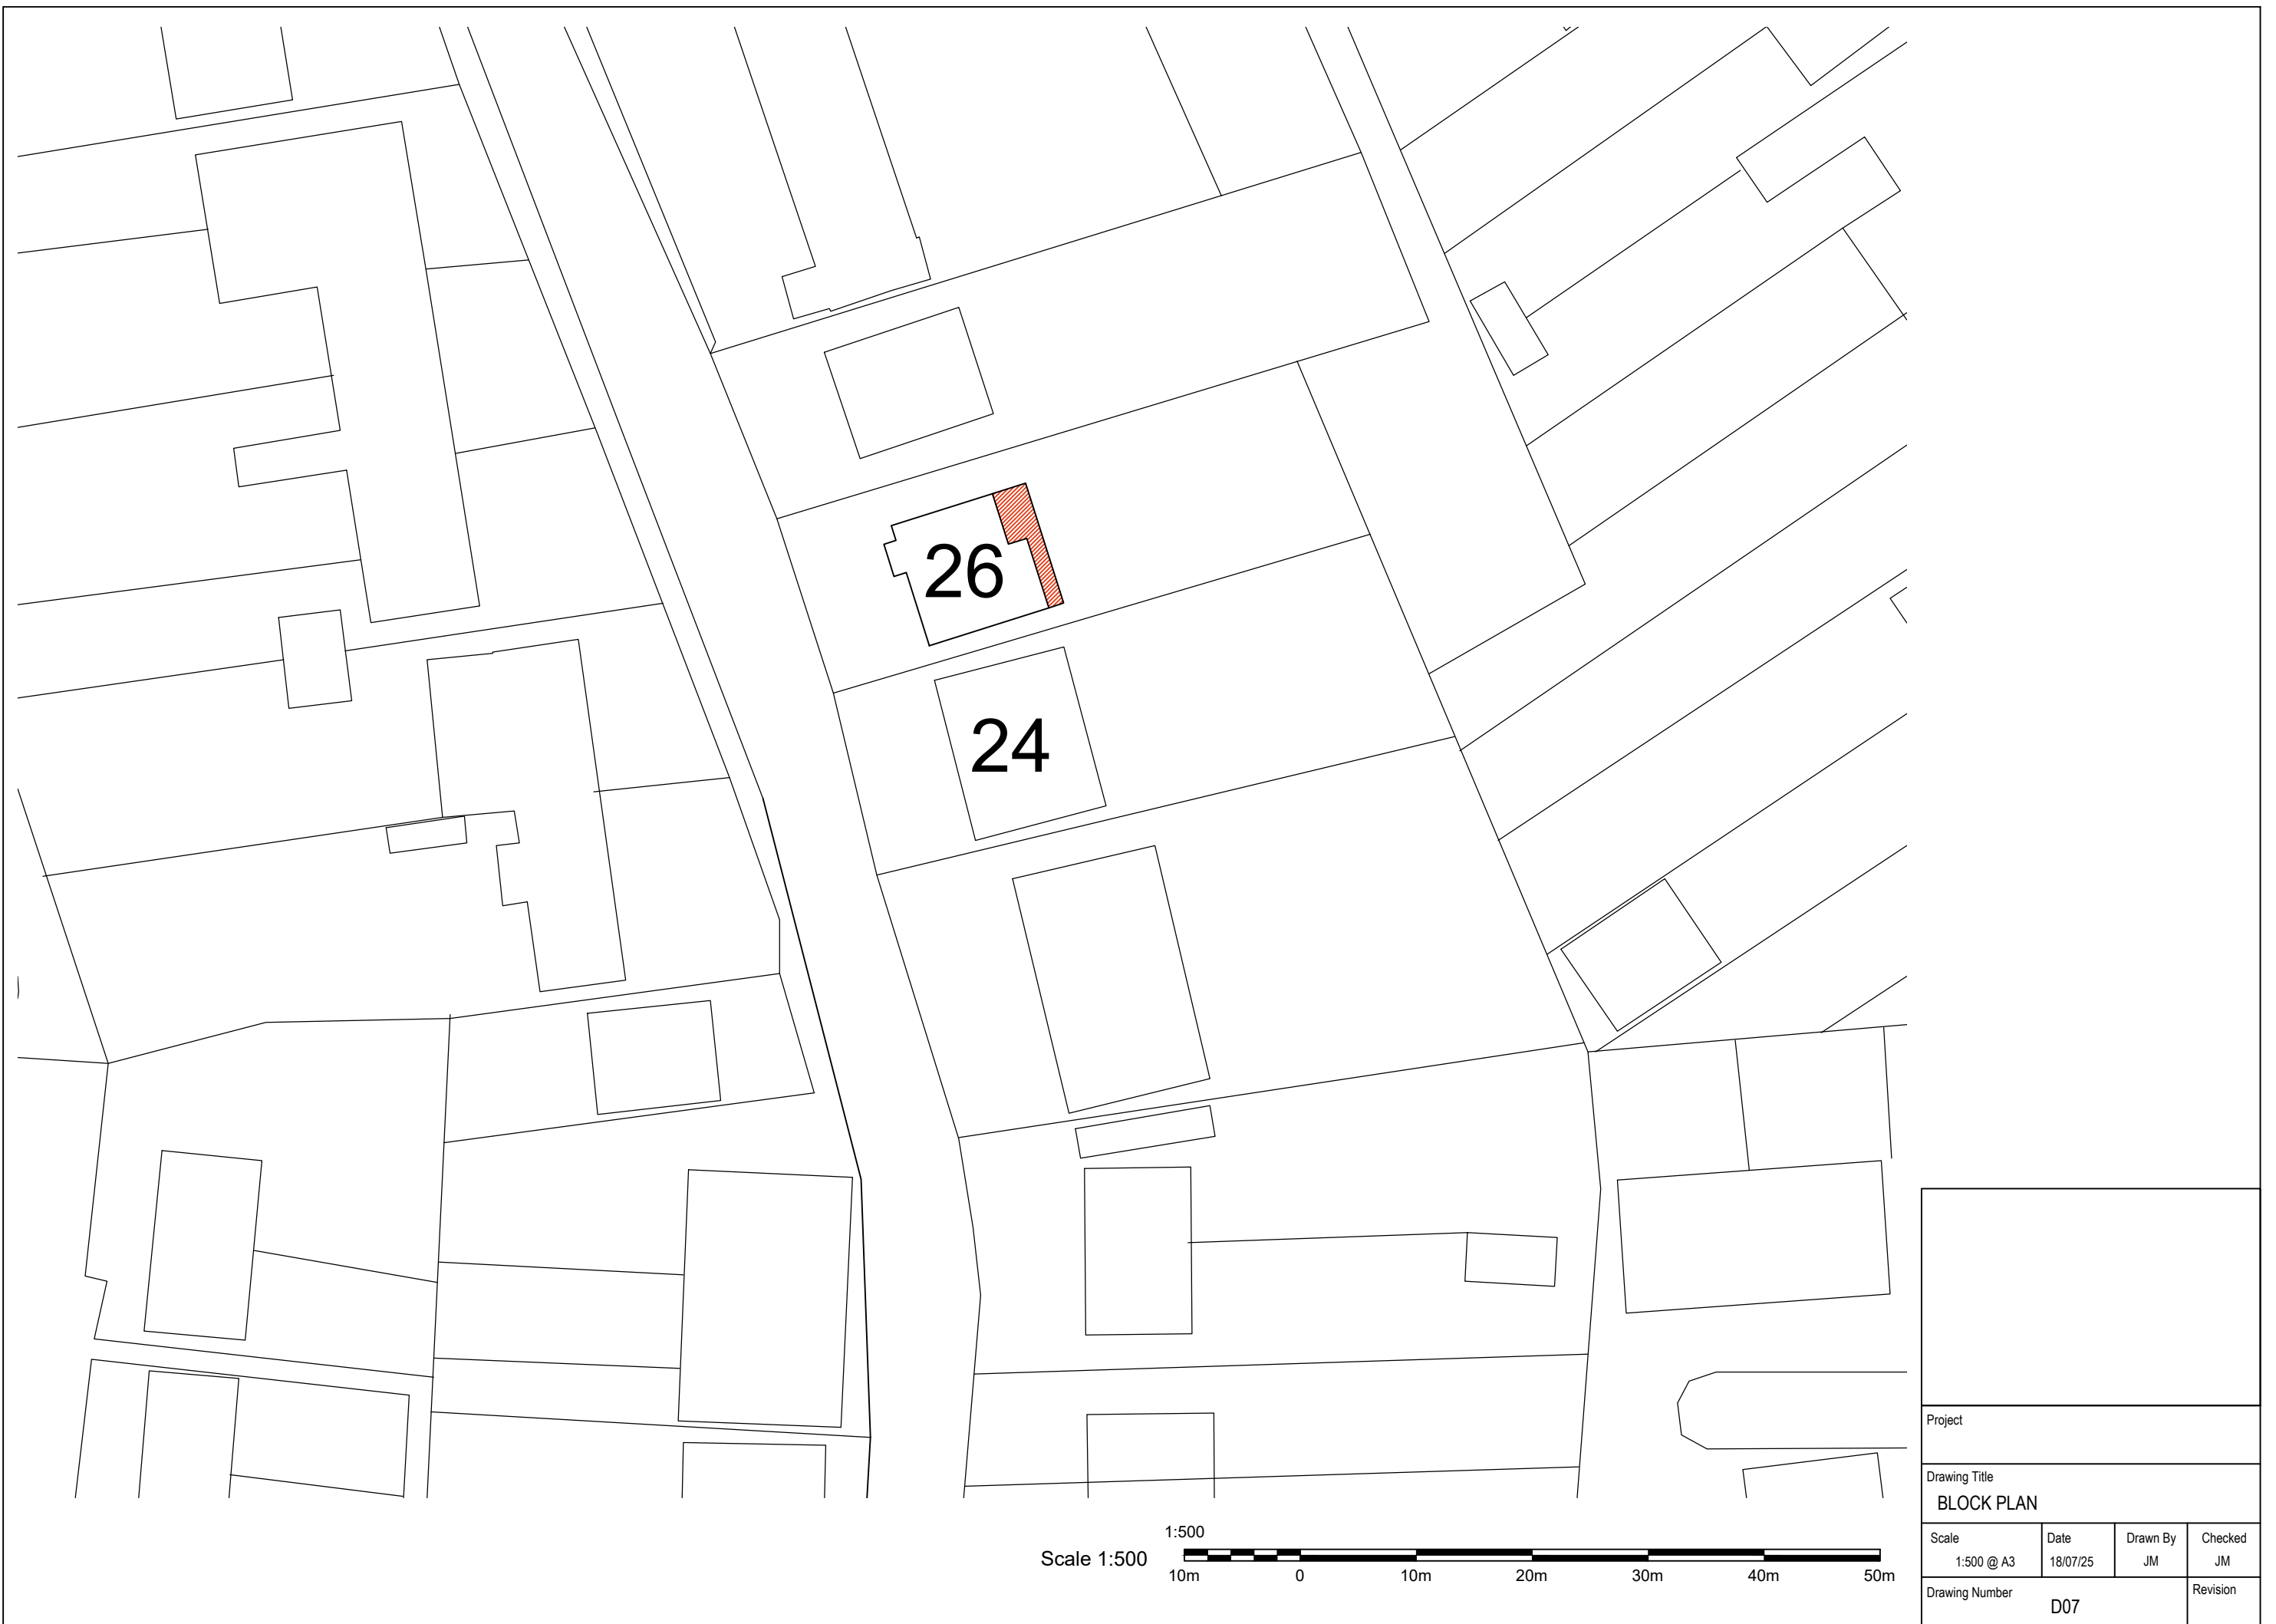 26
24
1:500
Scale 1:500
10m 0 10m 20m 30m 40m 50m
Project
Drawing Title
BLOCK PLAN
Scale Date Drawn By Checked
1:500 @ A3 18/07/25 JM JM
Drawing Number Revision
D07